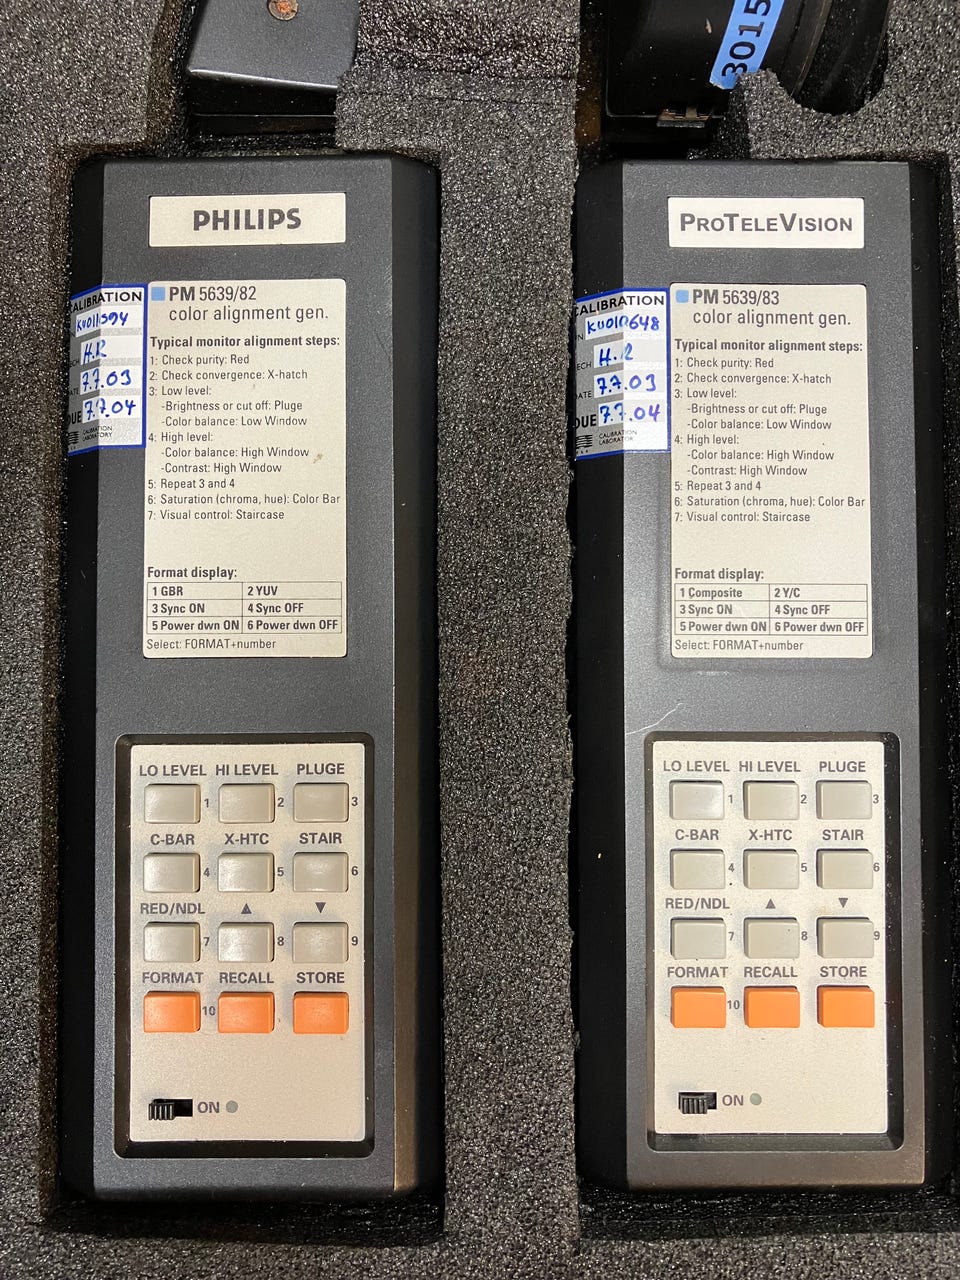 3015
PHILIPS
PM 5639/82
color alignment gen.
Typical monitor alignment steps:
1: Check purity: Red
2: Check convergence: X-hatch
3: Low level:
-Brightness or cut off: Pluge
-Color balance: Low Window
4: High level:
-Color balance: High Window
-Contrast: High Window
5: Repeat 3 and 4
6: Saturation (chroma, hue): Color Bar
7: Visual control: Staircase
Format display:
1 GBR 2 YUV
3 Sync ON 4 Sync OFF
5 Power dwn ON 6 Power dwn OFF
Select: FORMAT+number
CALIBRATION
H.R
7.7.03
DUE 7.7.04
CALIBRATION
LABORATORY
LO LEVEL HI LEVEL PLUGE
1 2 3
C-BAR X-HTC STAIR
4 5 6
RED/NDL ▲ ▼
7 8 9
FORMAT RECALL STORE
10
ON
PROTELEVISION
PM 5639/83
color alignment gen.
Typical monitor alignment steps:
1: Check purity: Red
2: Check convergence: X-hatch
3: Low level:
-Brightness or cut off: Pluge
-Color balance: Low Window
4: High level:
-Color balance: High Window
-Contrast: High Window
5: Repeat 3 and 4
6: Saturation (chroma, hue): Color Bar
7: Visual control: Staircase
Format display:
1 Composite 2 Y/C
3 Sync ON 4 Sync OFF
5 Power dwn ON 6 Power dwn OFF
Select: FORMAT+number
CALIBRATION
H.R
7.7.03
DUE 7.7.04
CALIBRATION
LABORATOR
LO LEVEL HI LEVEL PLUGE
1 2 3
C-BAR X-HTC STAIR
4 5 6
RED/NDL ▲ ▼
7 8 9
FORMAT RECALL STORE
10
ON